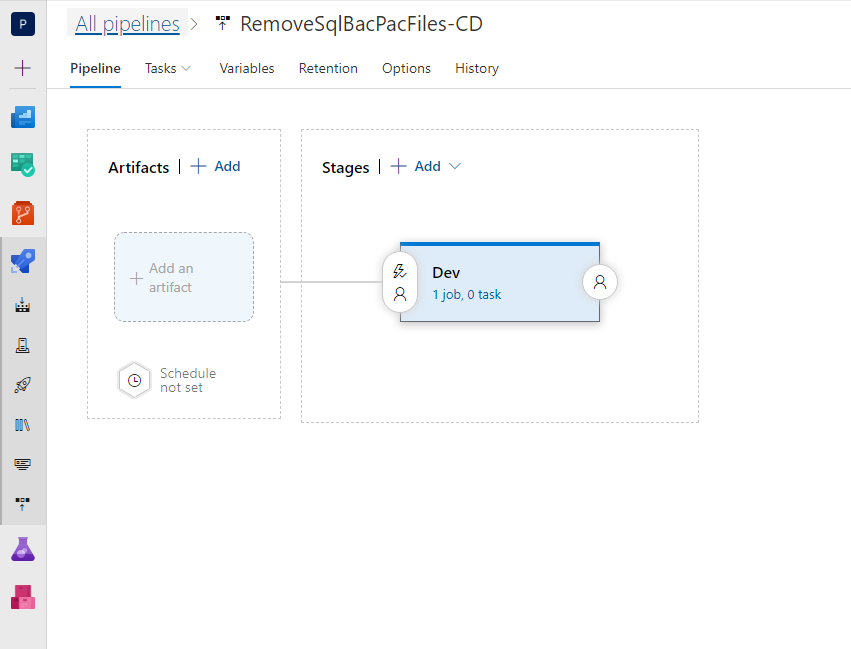 P
All pipelines
RemoveSqlBacPacFiles-CD
Pipeline Tasks Variables Retention Options History
Artifacts | + Add
Stages | + Add
Add an
artifact
Dev
1 job, 0 task
Schedule
not set